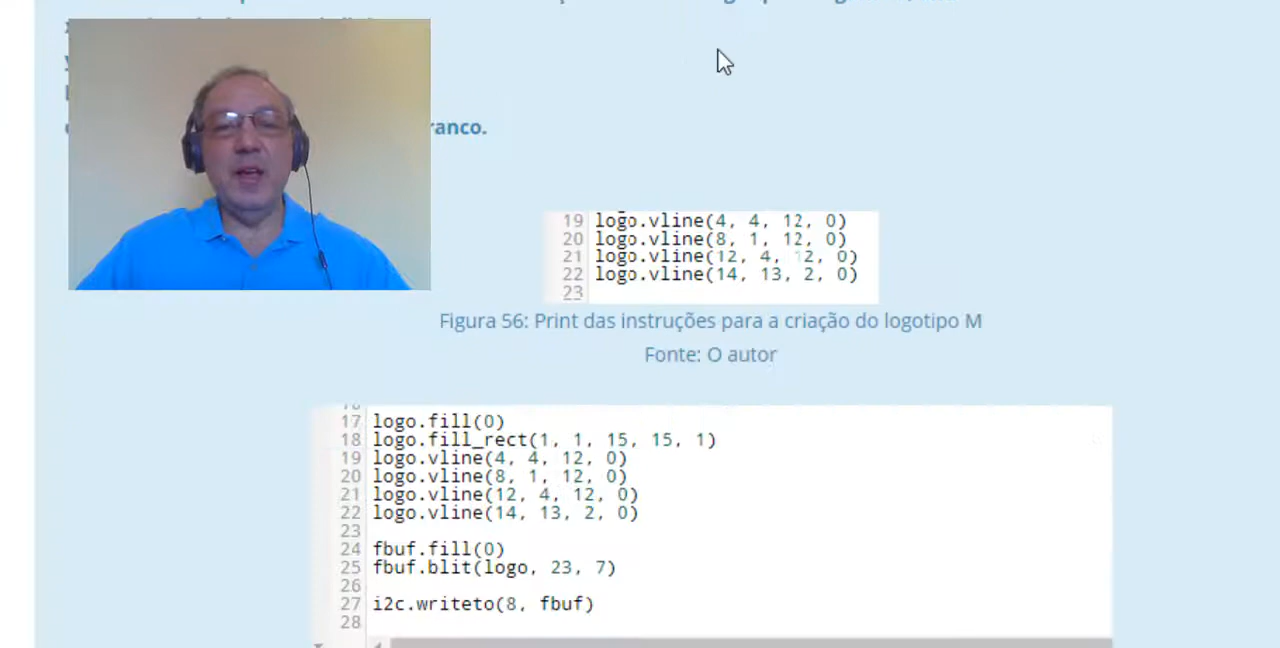 ranco.
19 logo.vline(4, 4, 12, 0)
20 logo.vline(8, 1, 12, 0)
21 logo.vline(12, 4, 12, 0)
22 logo.vline(14, 13, 2, 0)
23
Figura 56: Print das instruções para a criação do logotipo M
Fonte: O autor
17 logo.fill(0)
18 logo.fill_rect(1, 1, 15, 15, 1)
19 logo.vline(4, 4, 12, 0)
20 logo.vline(8, 1, 12, 0)
21 logo.vline(12, 4, 12, 0)
22 logo.vline(14, 13, 2, 0)
23
24 fbuf.fill(0)
25 fbuf.blit(logo, 23, 7)
26
27 i2c.writeto(8, fbuf)
28